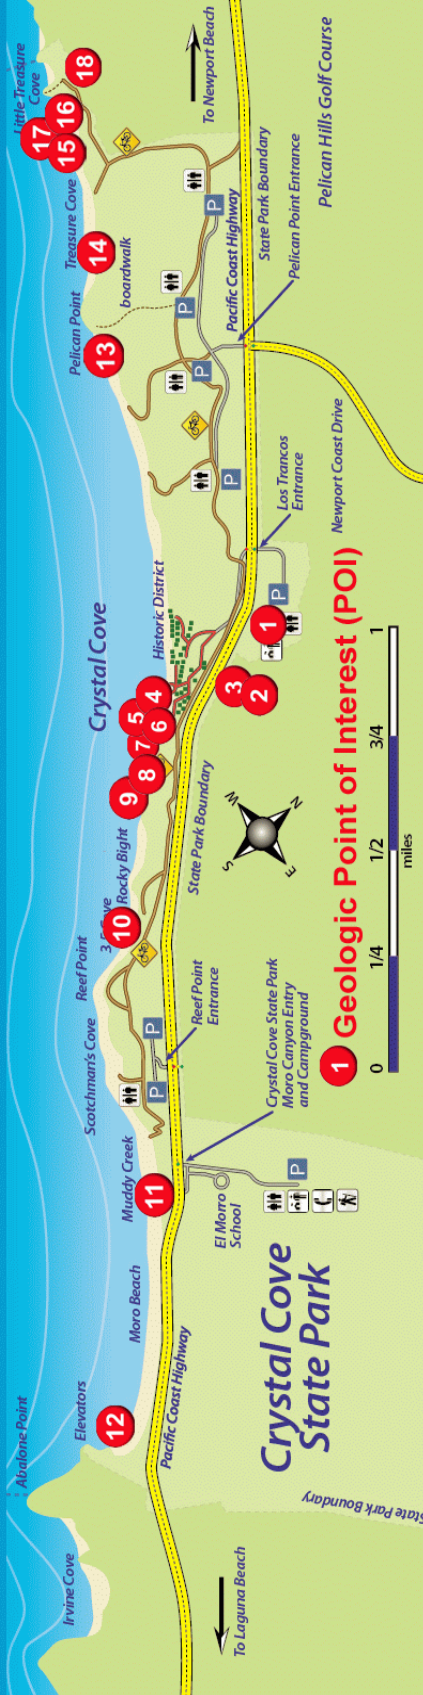 Abalone Point
Irvine Cove
Elevators
12
Moro Beach
Muddy Creek
11
Scotchman's Cove
Reef Point
10
Rocky Bight
9
8
7
6
5
4
Crystal Cove
Historic District
Pelican Point
13
Treasure Cove
14
boardwalk
Little Treasure
Cove
15
16
17
18
P
P
P
P
P
P
P
P
To Laguna Beach
Pacific Coast Highway
El Morro
School
Reef Point
Entrance
State Park Boundary
3
2
1
Los Trancos
Entrance
Pacific Coast Highway
State Park Boundary
Pelican Point Entrance
To Newport Beach
Pelican Hills Golf Course
Newport Coast Drive
Crystal Cove
State Park
Crystal Cove State Park
Moro Canyon Entry
and Campground
State Park Boundary
S
W
E
N
1 Geologic Point of Interest (POI)
0 1/4 1/2 3/4 1
miles